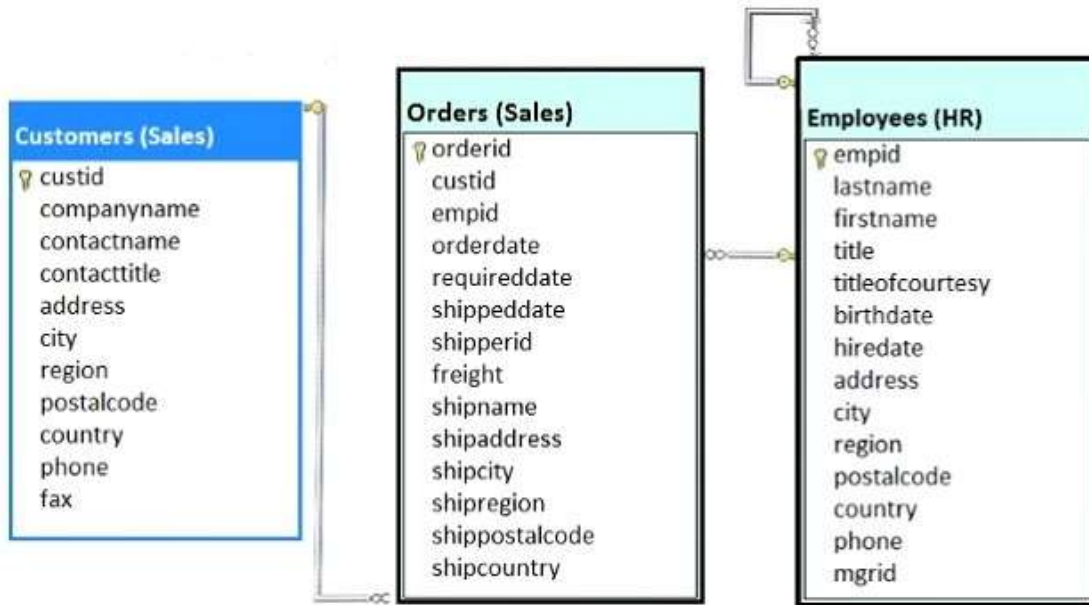 Customers (Sales)
custid
companyname
contactname
contacttitle
address
city
region
postalcode
country
phone
fax
Orders (Sales)
orderid
custid
empid
orderdate
requireddate
shippeddate
shipperid
freight
shipname
shipaddress
shipcity
shipregion
shippostalcode
shipcountry
Employees (HR)
empid
lastname
firstname
title
titleofcourtesy
birthdate
hiredate
address
city
region
postalcode
country
phone
mgrid